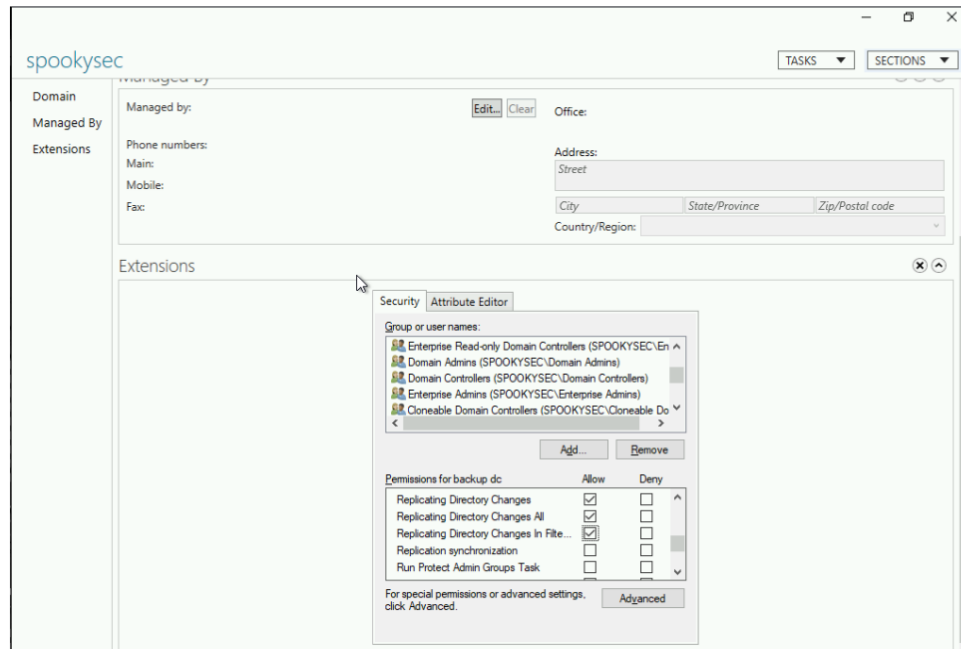 spookysec
TASKS
SECTIONS
Domain
Managed By
Extensions
Managed By
Managed by:
Edit...
Clear
Office:
Phone numbers:
Main:
Mobile:
Fax:
Address:
Street
City
State/Province
Zip/Postal code
Country/Region:
Extensions
Security
Attribute Editor
Group or user names:
Enterprise Read-only Domain Controllers (SPOOKYSEC\En
Domain Admins (SPOOKYSEC\Domain Admins)
Domain Controllers (SPOOKYSEC\Domain Controllers)
Enterprise Admins (SPOOKYSEC\Enterprise Admins)
Cloneable Domain Controllers (SPOOKYSEC\Cloneable Do
Add...
Remove
Permissions for backup dc
Allow
Deny
Replicating Directory Changes
Replicating Directory Changes All
Replicating Directory Changes In Filte...
Replication synchronization
Run Protect Admin Groups Task
For special permissions or advanced settings,
click Advanced.
Advanced